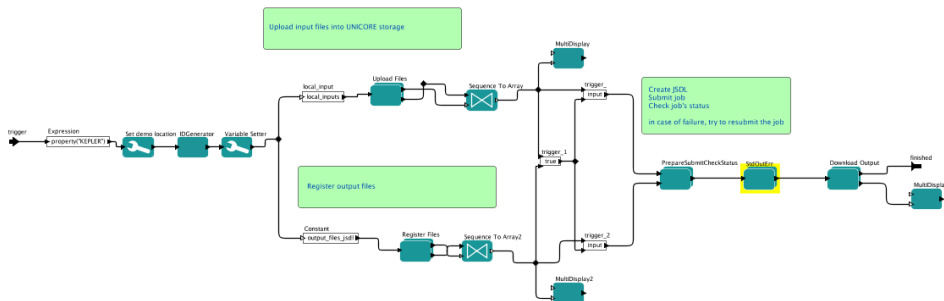 Upload input files into UNICORE storage
MultiDisplay
local_input
local_inputs
Upload Files
Sequence To Array
trigger_
input
Create JSDL
Submit job
Check job's status
in case of failure, try to resubmit the job
trigger
Expression
property("KEPLER")
Set demo location
IDGenerator
Variable Setter
trigger_1
true
PrepareSubmitCheckStatus
StdOutErr
Download Output
finished
MultiDispla
Register output files
Constant
output_files_jsdl
Register Files
Sequence To Array2
trigger_2
input
MultiDisplay2